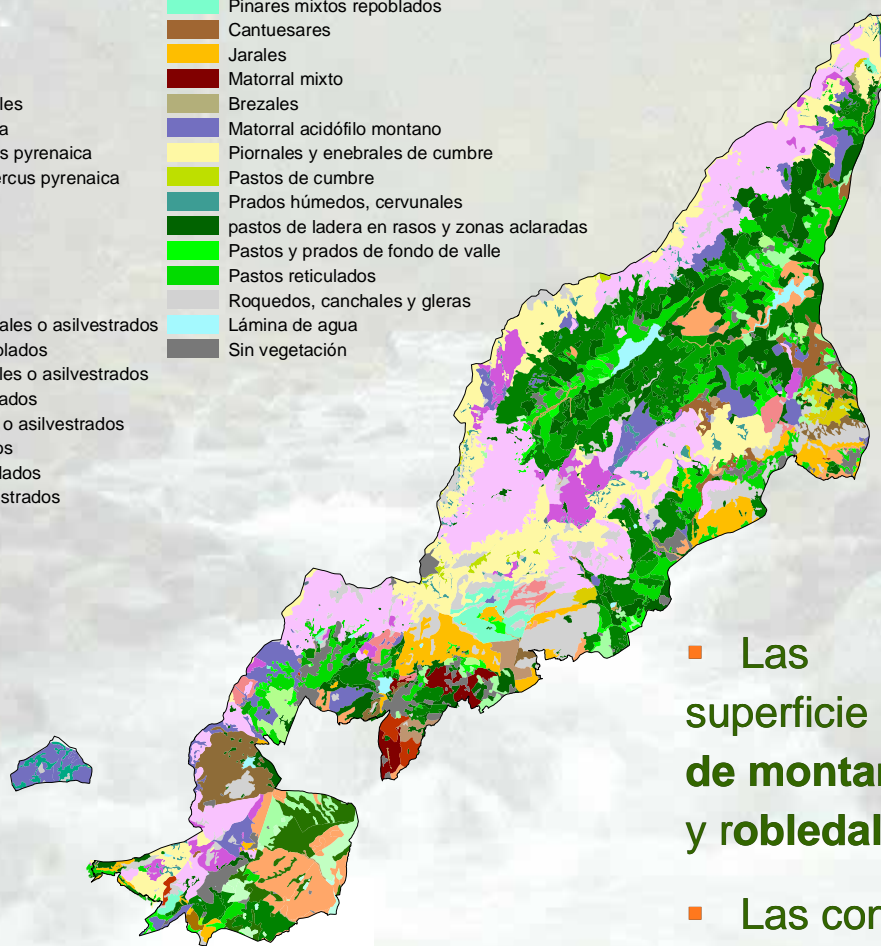 Pinares mixtos repoblados
Cantuesares
Jarales
Matorral mixto
Brezales
Matorral acidófilo montano
Piornales y enebrales de cumbre
Pastos de cumbre
Prados húmedos, cervunales
pastos de ladera en rasos y zonas aclaradas
Pastos y prados de fondo de valle
Pastos reticulados
Roquedos, canchales y gleras
Lámina de agua
Sin vegetación
les
a
s pyrenaica
ercus pyrenaica
ales o asilvestrados
olados
les o asilvestrados
ados
o asilvestrados
os
lados
estrados
▪ Las
superficie
de montar
y robledal
▪ Las con